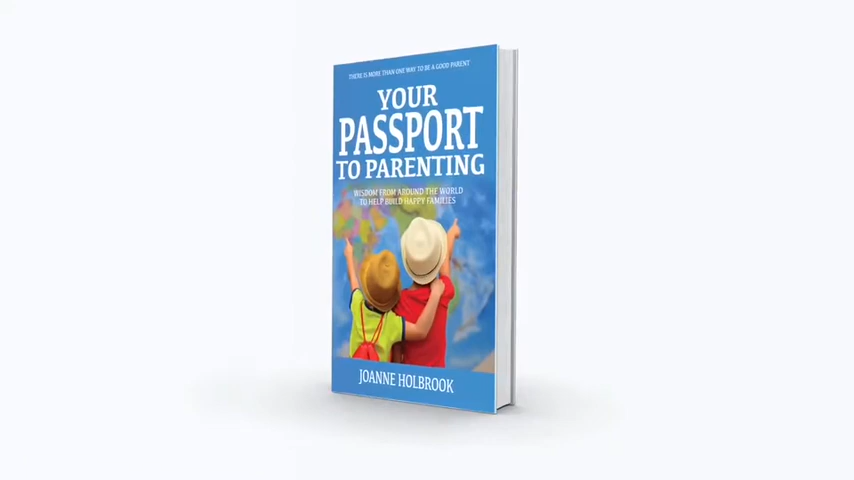 THERE IS MORE THAN ONE WAY TO BE A GOOD PARENT
YOUR
PASSPORT
TO PARENTING
WISDOM FROM AROUND THE WORLD
TO HELP BUILD HAPPY FAMILIES
JOANNE HOLBROOK